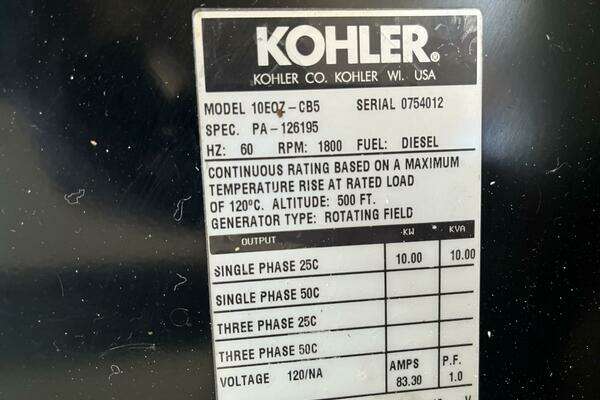 KOHLER®
KOHLER CO. KOHLER WI. USA
MODEL 10EOZ-CB5 SERIAL 0754012
SPEC. PA-126195
HZ: 60 RPM: 1800 FUEL: DIESEL
CONTINUOUS RATING BASED ON A MAXIMUM
TEMPERATURE RISE AT RATED LOAD
OF 120°C. ALTITUDE: 500 FT.
GENERATOR TYPE: ROTATING FIELD
OUTPUT KW KVA
SINGLE PHASE 25C 10.00 10.00
SINGLE PHASE 50C
THREE PHASE 25C
THREE PHASE 50C
VOLTAGE 120/NA AMPS 83.30 P.F. 1.0